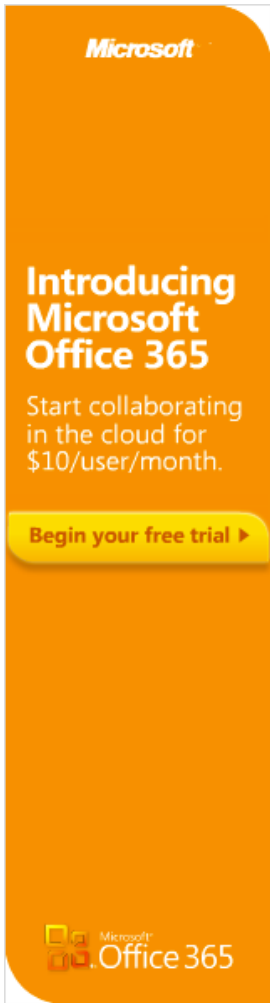 Microsoft
Introducing
Microsoft
Office 365
Start collaborating
in the cloud for
$10/user/month.
Begin your free trial ▶
Microsoft®
Office 365